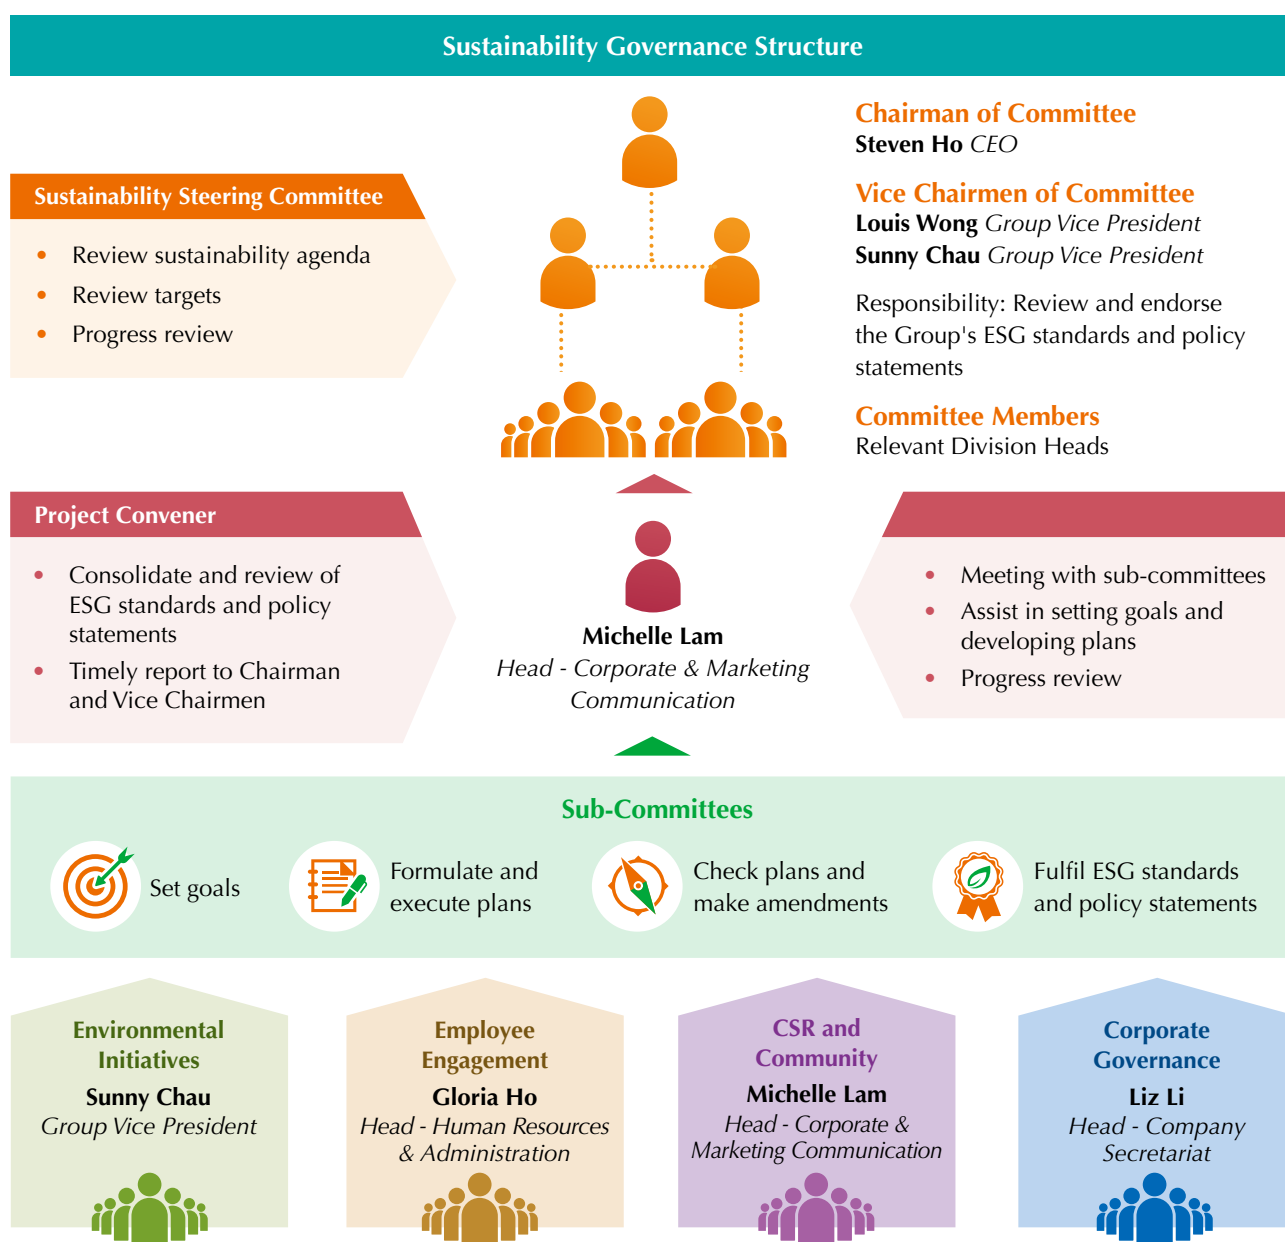 Sustainability Governance Structure
Sustainability Steering Committee
• Review sustainability agenda
• Review targets
• Progress review
Chairman of Committee
Steven Ho CEO
Vice Chairmen of Committee
Louis Wong Group Vice President
Sunny Chau Group Vice President
Responsibility: Review and endorse
the Group's ESG standards and policy
statements
Committee Members
Relevant Division Heads
Project Convener
• Consolidate and review of
ESG standards and policy
statements
• Timely report to Chairman
and Vice Chairmen
Michelle Lam
Head - Corporate & Marketing
Communication
• Meeting with sub-committees
• Assist in setting goals and
developing plans
• Progress review
Sub-Committees
Set goals
Formulate and
execute plans
Check plans and
make amendments
Fulfil ESG standards
and policy statements
Environmental
Initiatives
Sunny Chau
Group Vice President
Employee
Engagement
Gloria Ho
Head - Human Resources
& Administration
CSR and
Community
Michelle Lam
Head - Corporate &
Marketing Communication
Corporate
Governance
Liz Li
Head - Company
Secretariat